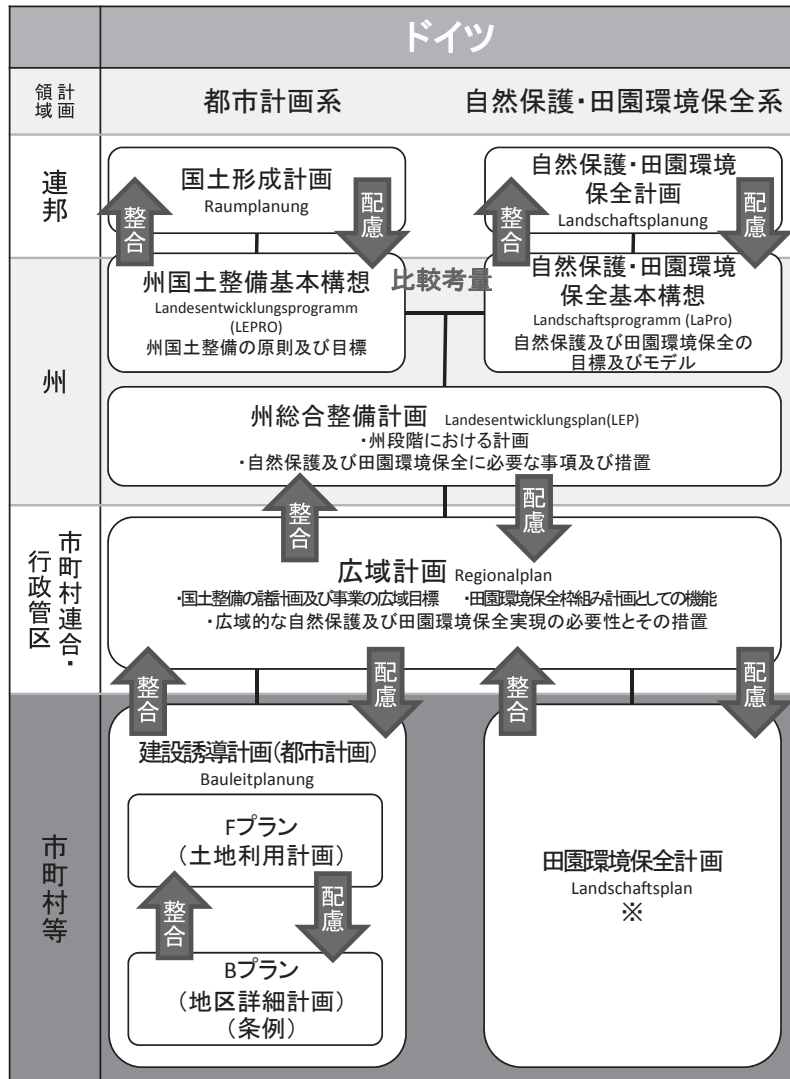 ドイツ
計画領域
都市計画系
自然保護・田園環境保全系
連邦
国土形成計画
Raumplanung
整合
配慮
自然保護・田園環境
保全計画
Landschaftsplanung
整合
配慮
州
州国土整備基本構想
Landesentwicklungsprogramm
(LEPRO)
州国土整備の原則及び目標
比較考量
自然保護・田園環境
保全基本構想
Landschaftsprogramm (LaPro)
自然保護及び田園環境保全の
目標及びモデル
州総合整備計画 Landesentwicklungsplan(LEP)
・州段階における計画
・自然保護及び田園環境保全に必要な事項及び措置
整合
配慮
市町村連合・
行政管区
広域計画 Regionalplan
・国土整備の諸計画及び事業の広域目標 ・田園環境保全枠組み計画としての機能
・広域的な自然保護及び田園環境保全実現の必要性とその措置
整合
配慮
整合
配慮
市町村等
建設誘導計画(都市計画)
Bauleitplanung
Fプラン
（土地利用計画）
整合
配慮
Bプラン
（地区詳細計画）
（条例）
田園環境保全計画
Landschaftsplan
※